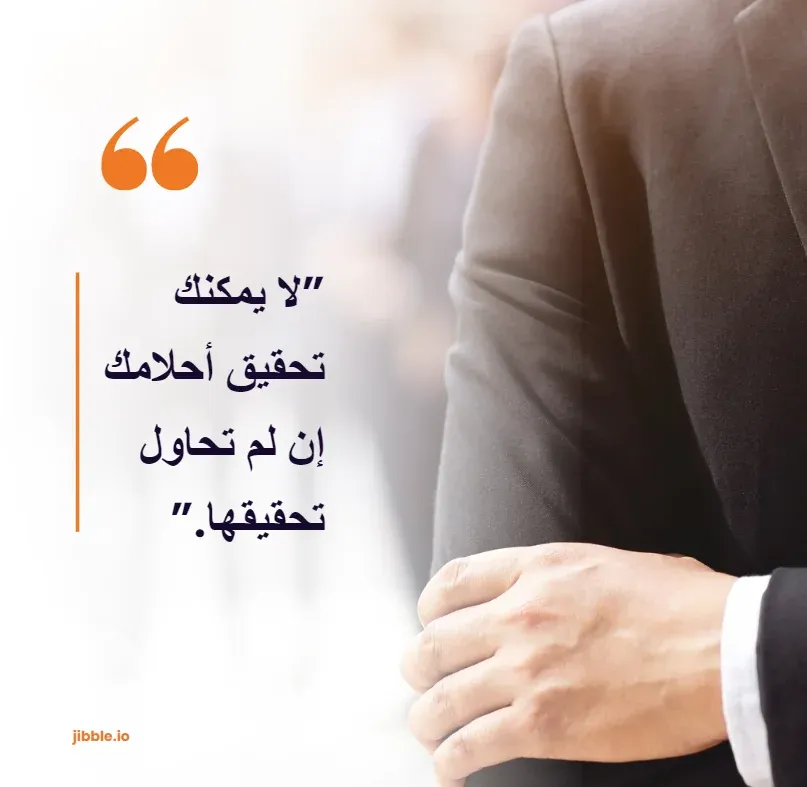 ”لا يمكنك
تحقيق أحلامك
إن لم تحاول
تحقيقها.”
jibble.io